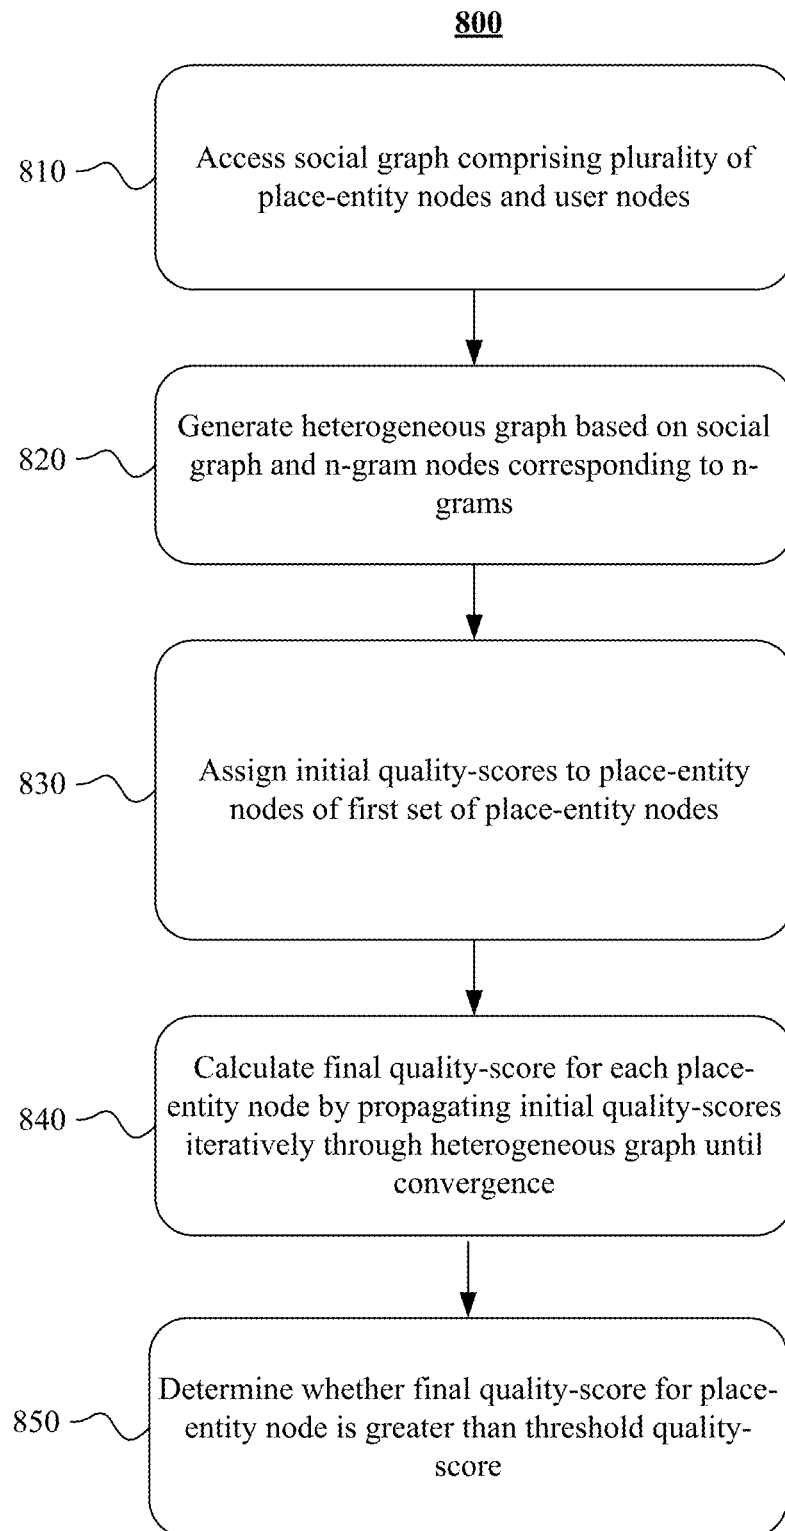 800
810
Access social graph comprising plurality of
place-entity nodes and user nodes
820
Generate heterogeneous graph based on social
graph and n-gram nodes corresponding to n-
grams
830
Assign initial quality-scores to place-entity
nodes of first set of place-entity nodes
840
Calculate final quality-score for each place-
entity node by propagating initial quality-scores
iteratively through heterogeneous graph until
convergence
850
Determine whether final quality-score for place-
entity node is greater than threshold quality-
score